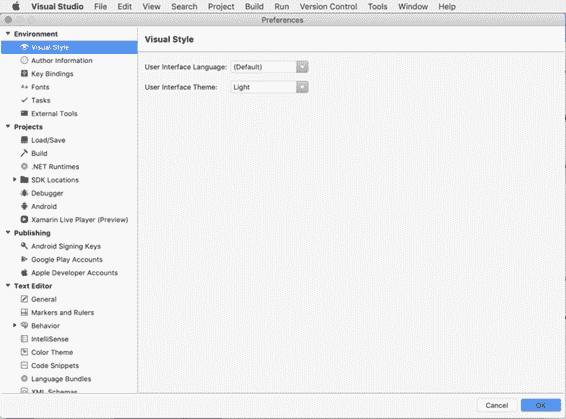 Visual Studio File Edit View Search Project Build Run Version Control Tools Window Help
Preferences
Environment
Visual Style
Author Information
Key Bindings
Fonts
Tasks
External Tools
Projects
Load/Save
Build
.NET Runtimes
SDK Locations
Debugger
Android
Xamarin Live Player (Preview)
Publishing
Android Signing Keys
Google Play Accounts
Apple Developer Accounts
Text Editor
General
Markers and Rulers
Behavior
IntelliSense
Color Theme
Code Snippets
Language Bundles
XML Schemas
Visual Style
User Interface Language: (Default)
User Interface Theme: Light
Cancel OK